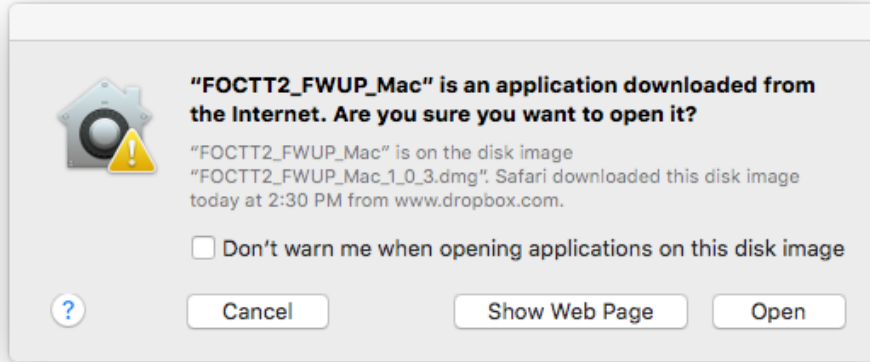 “FOCTT2_FWUP_Mac” is an application downloaded from
the Internet. Are you sure you want to open it?
“FOCTT2_FWUP_Mac” is on the disk image
“FOCTT2_FWUP_Mac_1_0_3.dmg”. Safari downloaded this disk image
today at 2:30 PM from www.dropbox.com.
Don’t warn me when opening applications on this disk image
? Cancel Show Web Page Open